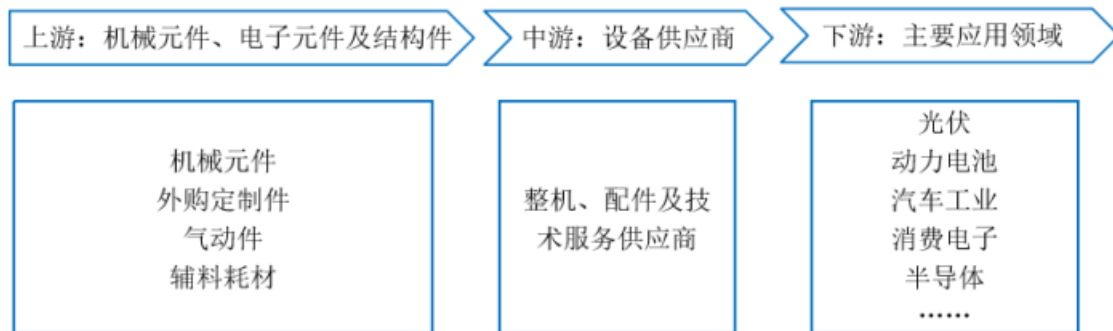 上游：机械元件、电子元件及结构件
中游：设备供应商
下游：主要应用领域
机械元件
外购定制件
气动件
辅料耗材
整机、配件及技
术服务供应商
光伏
动力电池
汽车工业
消费电子
半导体
……